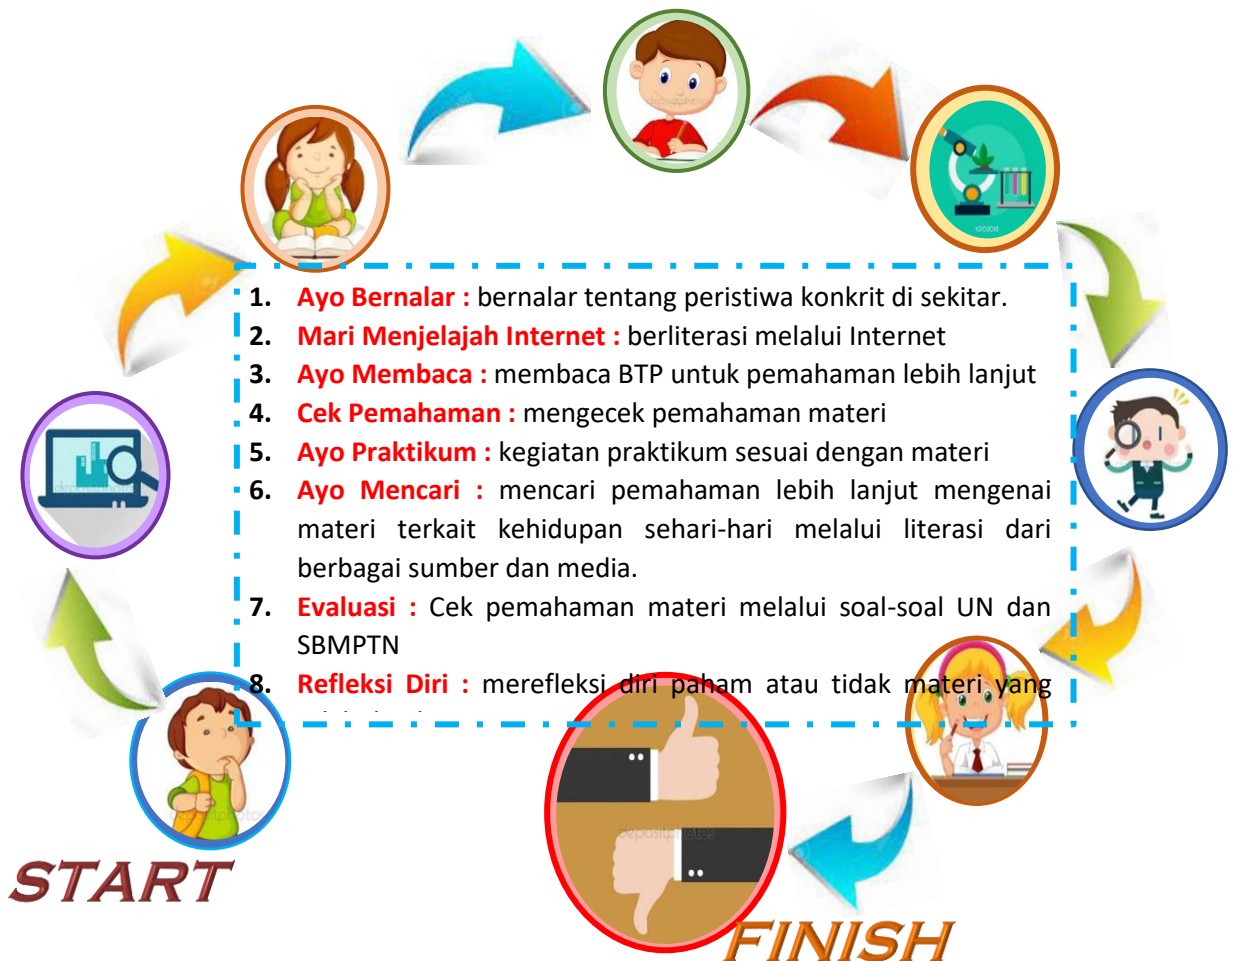 1. Ayo Bernalar : bernalar tentang peristiwa konkrit di sekitar.
2. Mari Menjelajah Internet : berliterasi melalui Internet
3. Ayo Membaca : membaca BTP untuk pemahaman lebih lanjut
4. Cek Pemahaman : mengecek pemahaman materi
5. Ayo Praktikum : kegiatan praktikum sesuai dengan materi
6. Ayo Mencari : mencari pemahaman lebih lanjut mengenai
materi terkait kehidupan sehari-hari melalui literasi dari
berbagai sumber dan media.
7. Evaluasi : Cek pemahaman materi melalui soal-soal UN dan
SBMPTN
8. Refleksi Diri : merefleksi diri paham atau tidak materi yang
START
FINISH